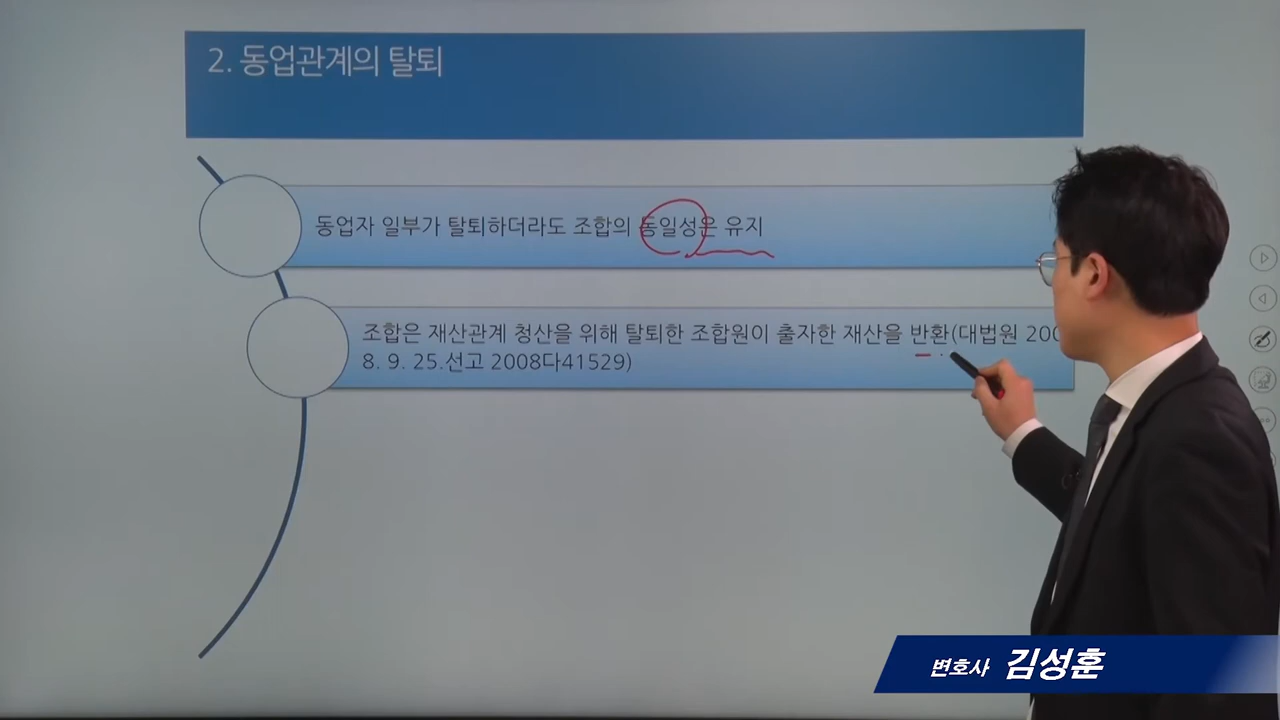 2. 동업관계의 탈퇴
동업자 일부가 탈퇴하더라도 조합의 동일성은 유지
조합은 재산관계 청산을 위해 탈퇴한 조합원이 출자한 재산을 반환(대법원 200
8. 9. 25.선고 2008다41529)
변호사 김성훈